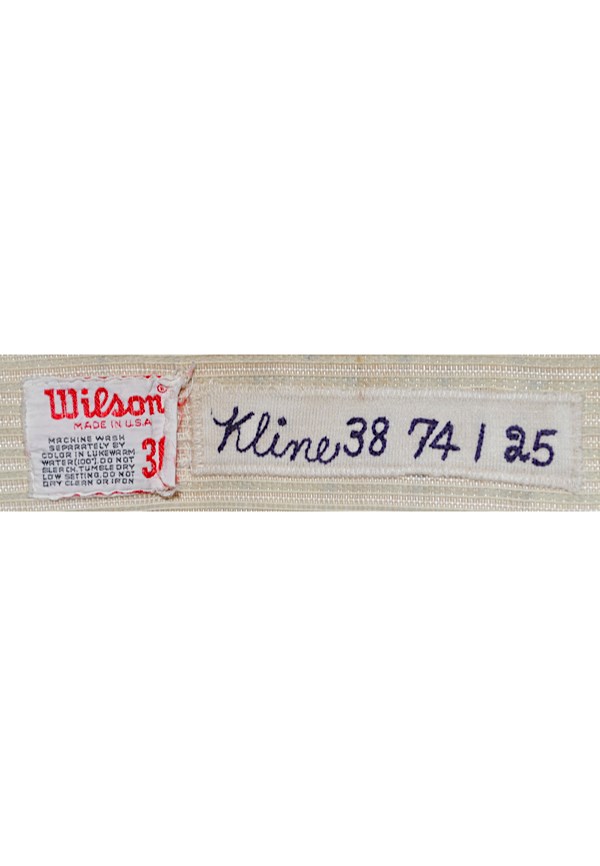 Wilson®
MADE IN U.S.A.
MACHINE WASH
SEPARATELY BY
COLOR IN LUKEWARM
WATER (100°). DO NOT
BLEACH, TUMBLE DRY
LOW SETTING. DO NOT
DRY CLEAN OR IRON
Kline 38 74 1 25